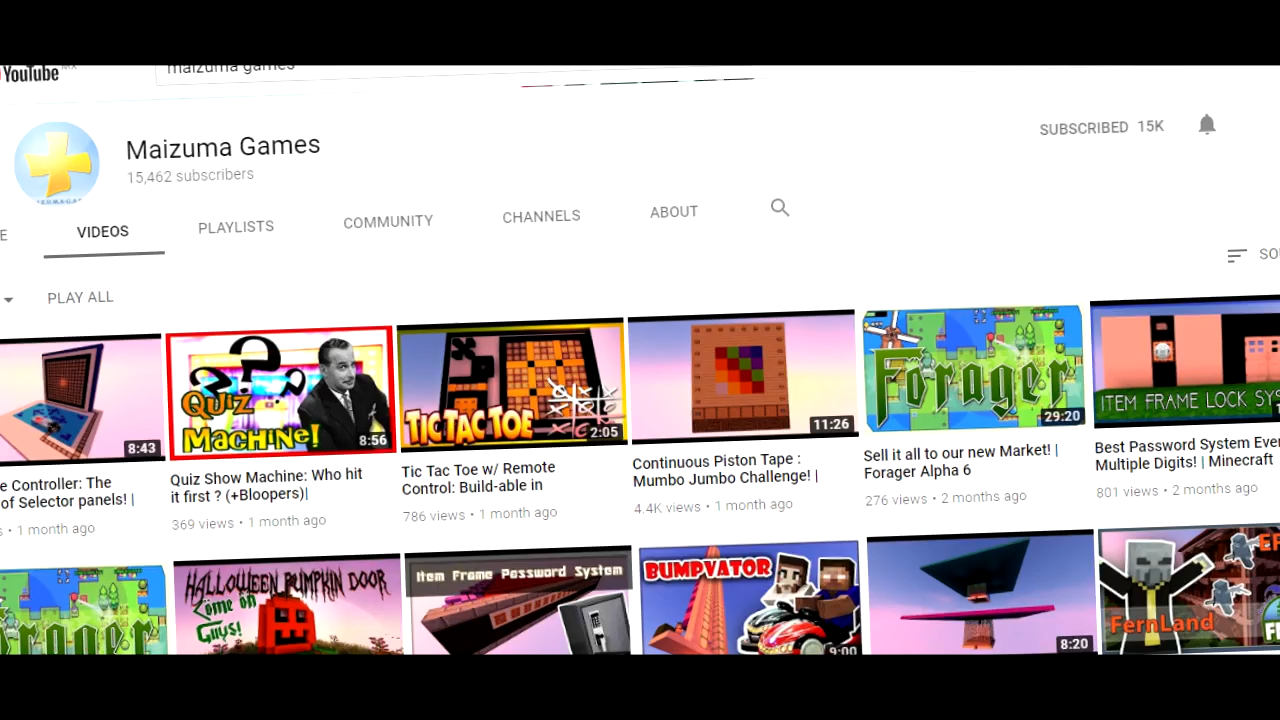 YouTube MX
maizuma games
Maizuma Games
15,462 subscribers
SUBSCRIBED 15K
VIDEOS
PLAYLISTS
COMMUNITY
CHANNELS
ABOUT
PLAY ALL
8:43
e Controller: The
of Selector panels! |
s • 1 month ago
???
QUIZ
MACHINE!
8:56
Quiz Show Machine: Who hit
it first ? (+Bloopers)|
369 views • 1 month ago
TIC TAC TOE
2:05
Tic Tac Toe w/ Remote
Control: Build-able in
786 views • 1 month ago
11:26
Continuous Piston Tape :
Mumbo Jumbo Challenge! |
4.4K views • 1 month ago
Forager
29:20
Sell it all to our new Market! |
Forager Alpha 6
276 views • 2 months ago
ITEM FRAME LOCK SYS
Best Password System Ever
Multiple Digits! | Minecraft
801 views • 2 months ago
orager
HALLOWEEN PUMPKIN DOOR
Come on
Guys!
Item Frame Password System
BUMPVATOR
9:00
8:20
FernLand